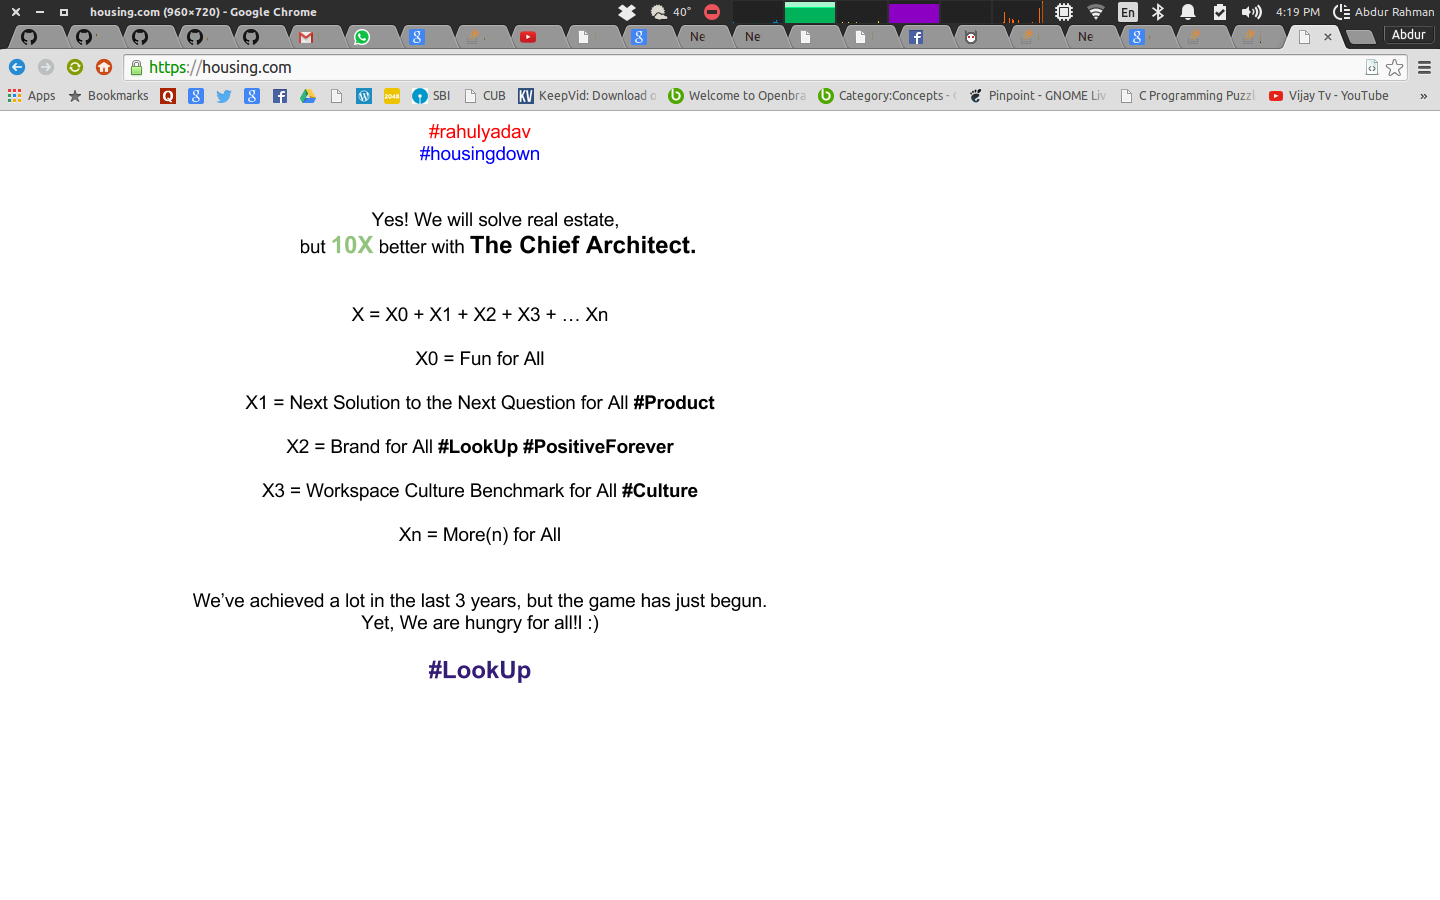 housing.com (960×720) - Google Chrome
40°
En
4:19 PM
Abdur Rahman
Ne
Ne
Ne
Abdur
https://housing.com
Apps
Bookmarks
2048
SBI
CUB
KV
KeepVid: Download o
Welcome to Openbra
Category:Concepts -
Pinpoint - GNOME Liv
C Programming Puzzl
Vijay Tv - YouTube
»
#rahulyadav
#housingdown
Yes! We will solve real estate,
but 10X better with The Chief Architect.
X = X0 + X1 + X2 + X3 + … Xn
X0 = Fun for All
X1 = Next Solution to the Next Question for All #Product
X2 = Brand for All #LookUp #PositiveForever
X3 = Workspace Culture Benchmark for All #Culture
Xn = More(n) for All
We’ve achieved a lot in the last 3 years, but the game has just begun.
Yet, We are hungry for all!l :)
#LookUp